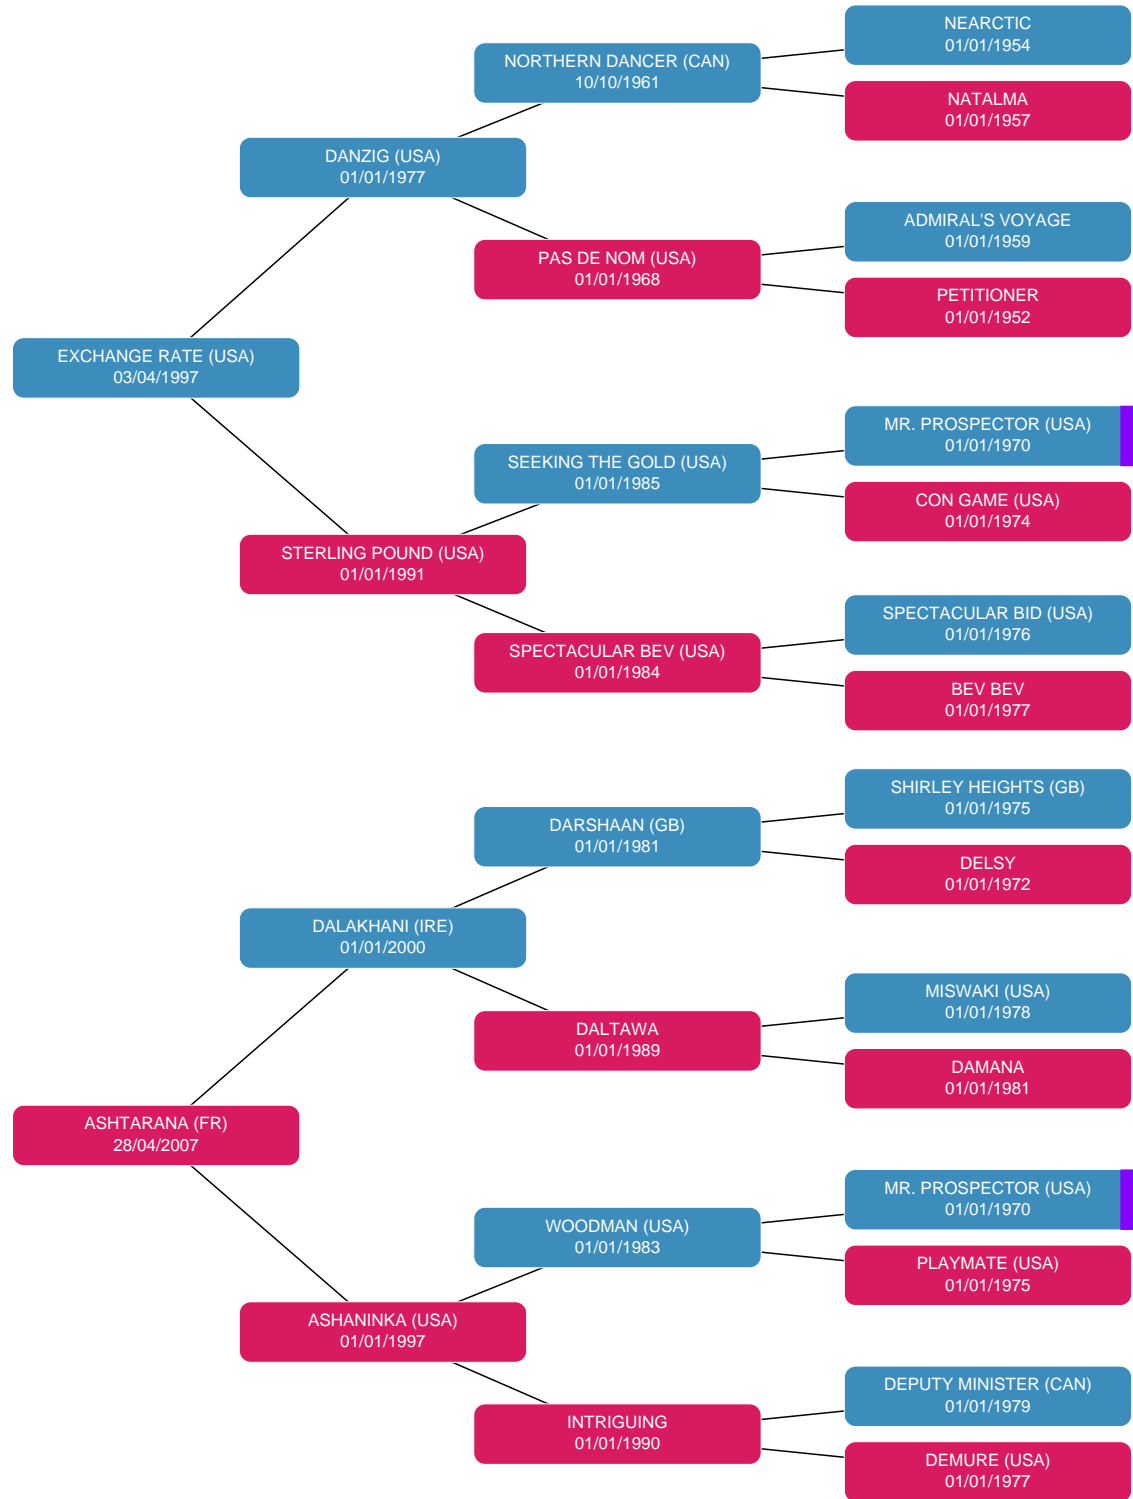 NEARCTIC
01/01/1954
NORTHERN DANCER (CAN)
10/10/1961
NATALMA
01/01/1957
DANZIG (USA)
01/01/1977
ADMIRAL'S VOYAGE
01/01/1959
PAS DE NOM (USA)
01/01/1968
PETITIONER
01/01/1952
EXCHANGE RATE (USA)
03/04/1997
MR. PROSPECTOR (USA)
01/01/1970
SEEKING THE GOLD (USA)
01/01/1985
CON GAME (USA)
01/01/1974
STERLING POUND (USA)
01/01/1991
SPECTACULAR BID (USA)
01/01/1976
SPECTACULAR BEV (USA)
01/01/1984
BEV BEV
01/01/1977
SHIRLEY HEIGHTS (GB)
01/01/1975
DARSHAAN (GB)
01/01/1981
DELSY
01/01/1972
DALAKHANI (IRE)
01/01/2000
MISWAKI (USA)
01/01/1978
DALTAWA
01/01/1989
DAMANA
01/01/1981
ASHTARANA (FR)
28/04/2007
MR. PROSPECTOR (USA)
01/01/1970
WOODMAN (USA)
01/01/1983
PLAYMATE (USA)
01/01/1975
ASHANINKA (USA)
01/01/1997
DEPUTY MINISTER (CAN)
01/01/1979
INTRIGUING
01/01/1990
DEMURE (USA)
01/01/1977